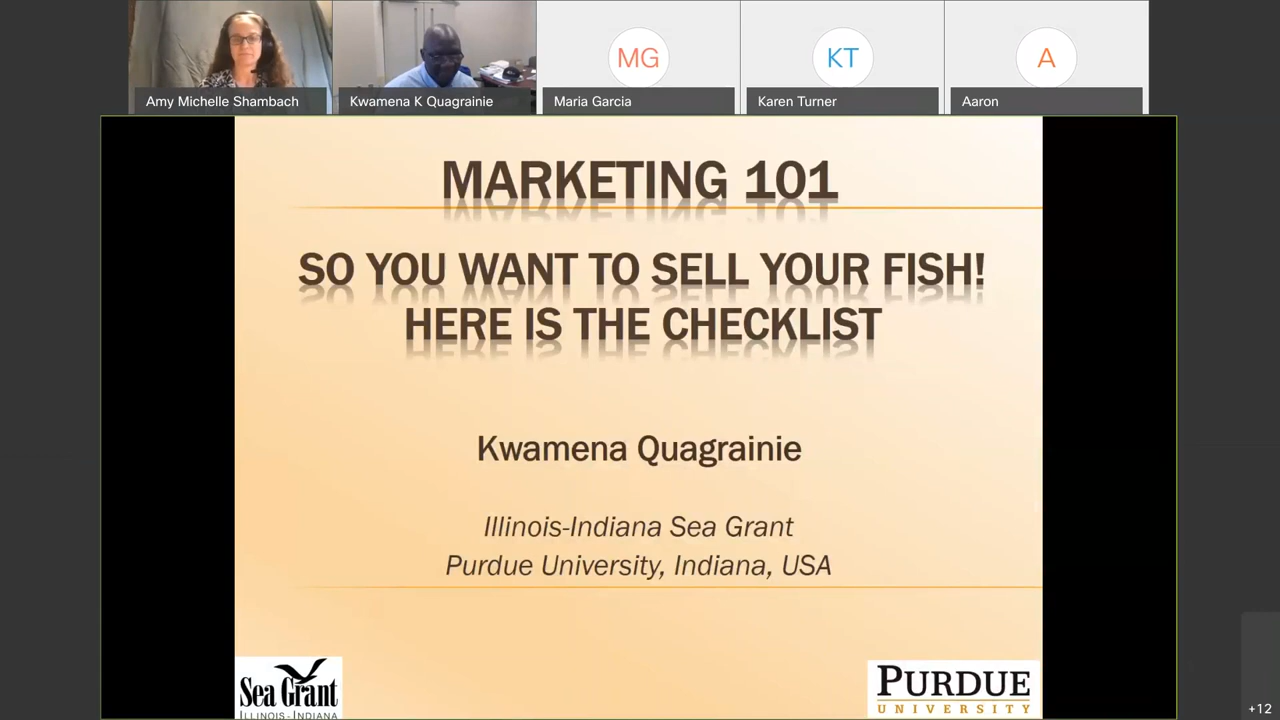 MG
KT
A
Amy Michelle Shambach
Kwamena K Quagrainie
Maria Garcia
Karen Turner
Aaron
MARKETING 101
SO YOU WANT TO SELL YOUR FISH!
HERE IS THE CHECKLIST
Kwamena Quagrainie
Illinois-Indiana Sea Grant
Purdue University, Indiana, USA
Sea Grant
ILLINOIS-INDIANA
PURDUE
UNIVERSITY
+12